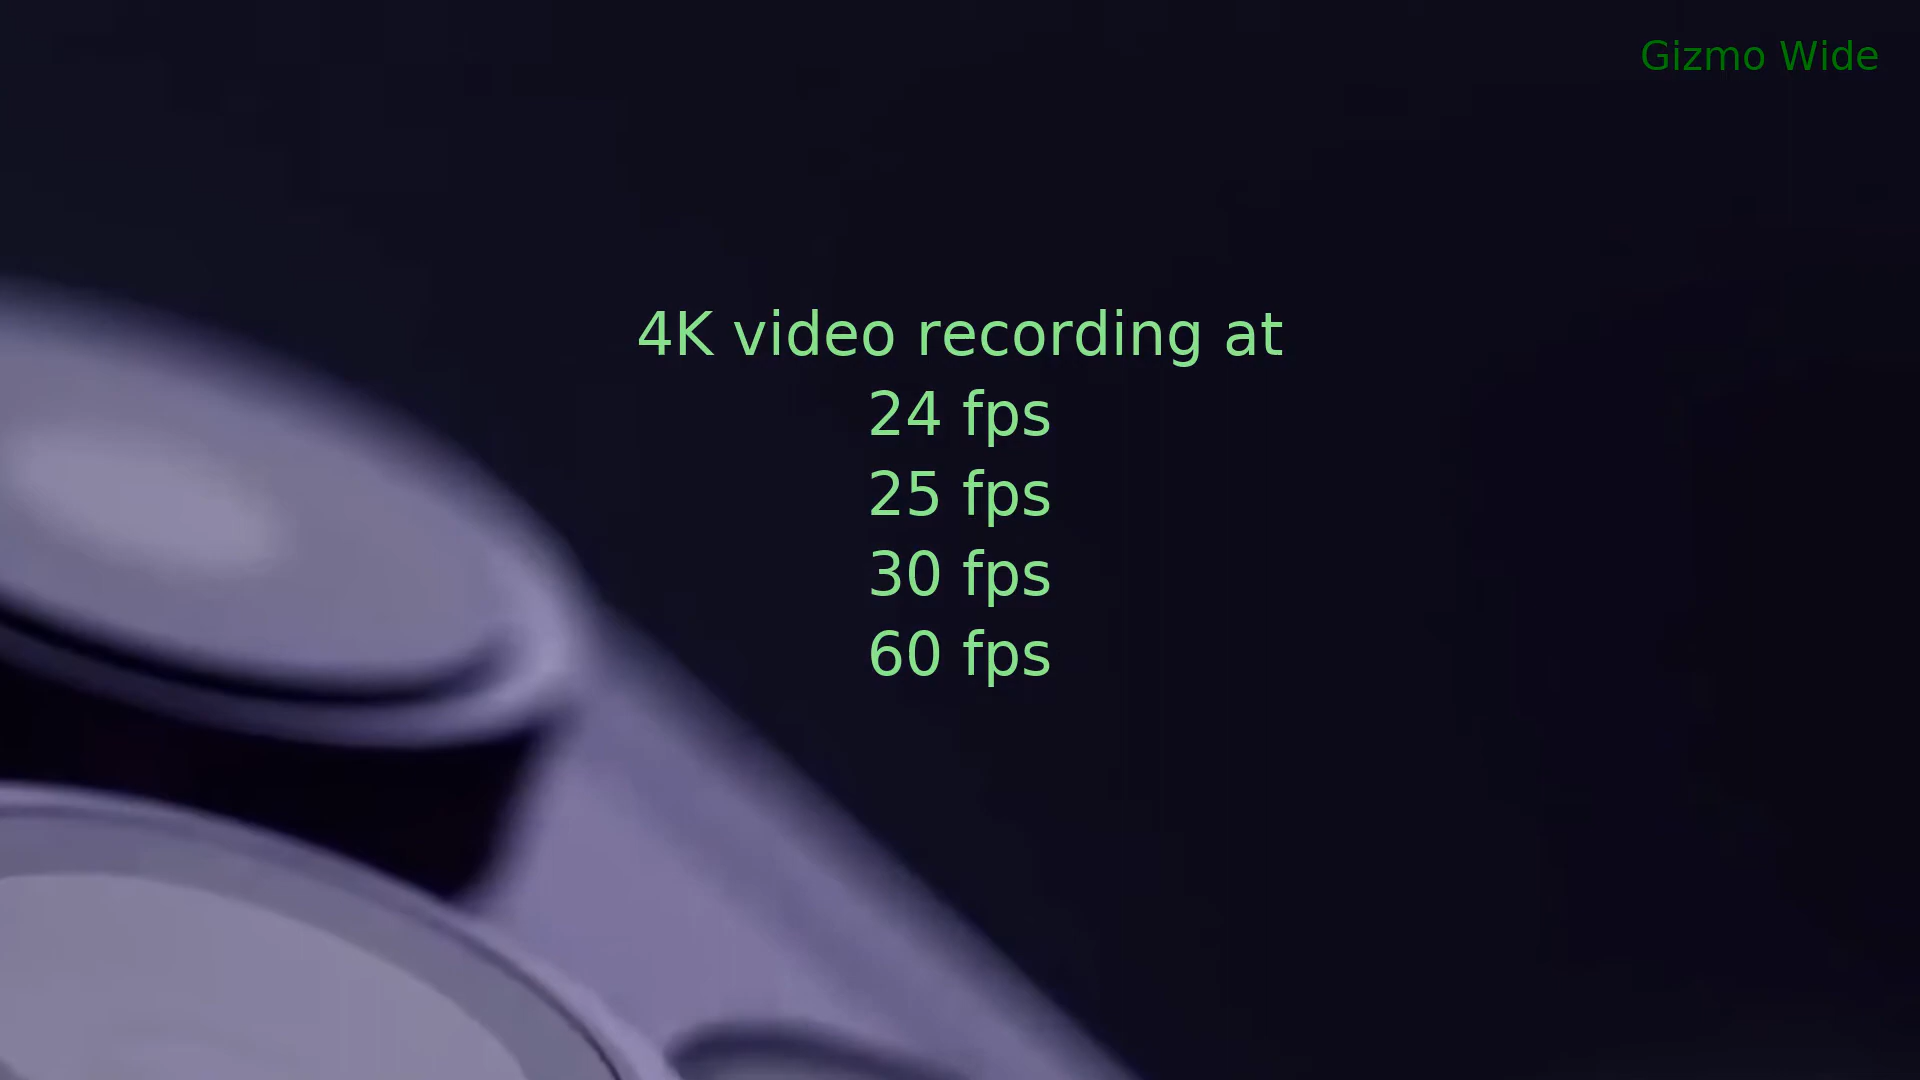 Gizmo Wide
4K video recording at
24 fps
25 fps
30 fps
60 fps